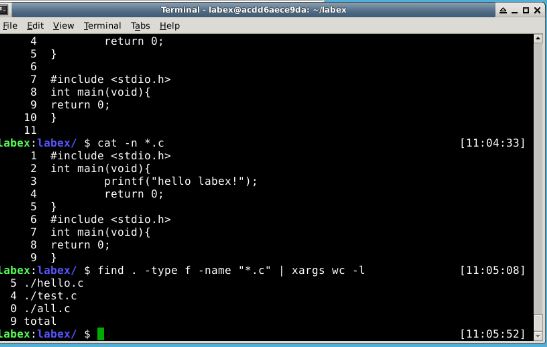 Terminal - labex@acdd6aece9da: ~/labex
File Edit View Terminal Tabs Help
4 return 0;
5 }
6
7 #include <stdio.h>
8 int main(void){
9 return 0;
10 }
11
labex:labex/ $ cat -n *.c [11:04:33]
1 #include <stdio.h>
2 int main(void){
3 printf("hello labex!");
4 return 0;
5 }
6 #include <stdio.h>
7 int main(void){
8 return 0;
9 }
labex:labex/ $ find . -type f -name "*.c" | xargs wc -l [11:05:08]
5 ./hello.c
4 ./test.c
0 ./all.c
9 total
labex:labex/ $ [11:05:52]